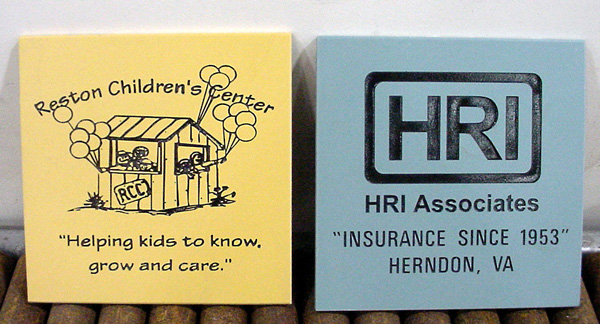 Reston Children's Center
RCC
"Helping kids to know,
grow and care."
HRI
HRI Associates
"INSURANCE SINCE 1953"
HERNDON, VA